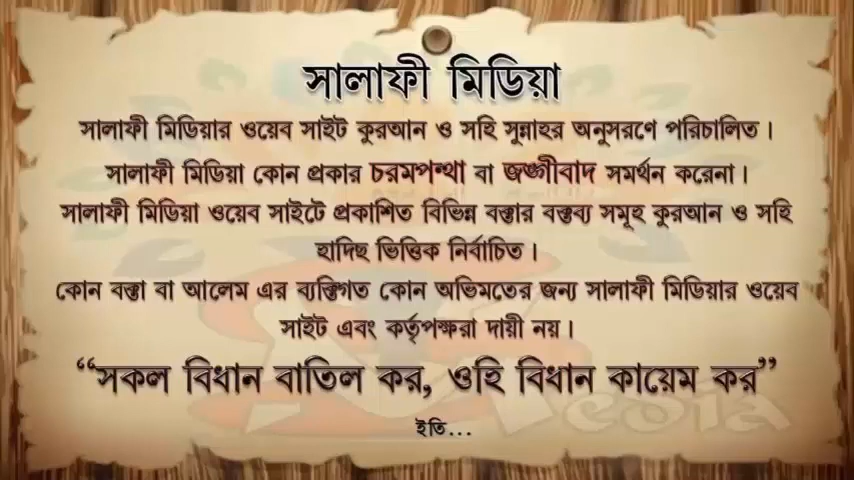 সালাফী মিডিয়া
সালাফী মিডিয়ার ওয়েব সাইট কুরআন ও সহি সুন্নাহর অনুসরণে পরিচালিত।
সালাফী মিডিয়া কোন প্রকার চরমপন্থা বা জঙ্গীবাদ সমর্থন করেনা।
সালাফী মিডিয়া ওয়েব সাইটে প্রকাশিত বিভিন্ন বক্তার বক্তব্য সমূহ কুরআন ও সহি
হাদিছ ভিত্তিক নির্বাচিত।
কোন বক্তা বা আলেম এর ব্যক্তিগত কোন অভিমতের জন্য সালাফী মিডিয়ার ওয়েব
সাইট এবং কর্তৃপক্ষরা দায়ী নয়।
“সকল বিধান বাতিল কর, ওহি বিধান কায়েম কর”
ইতি...